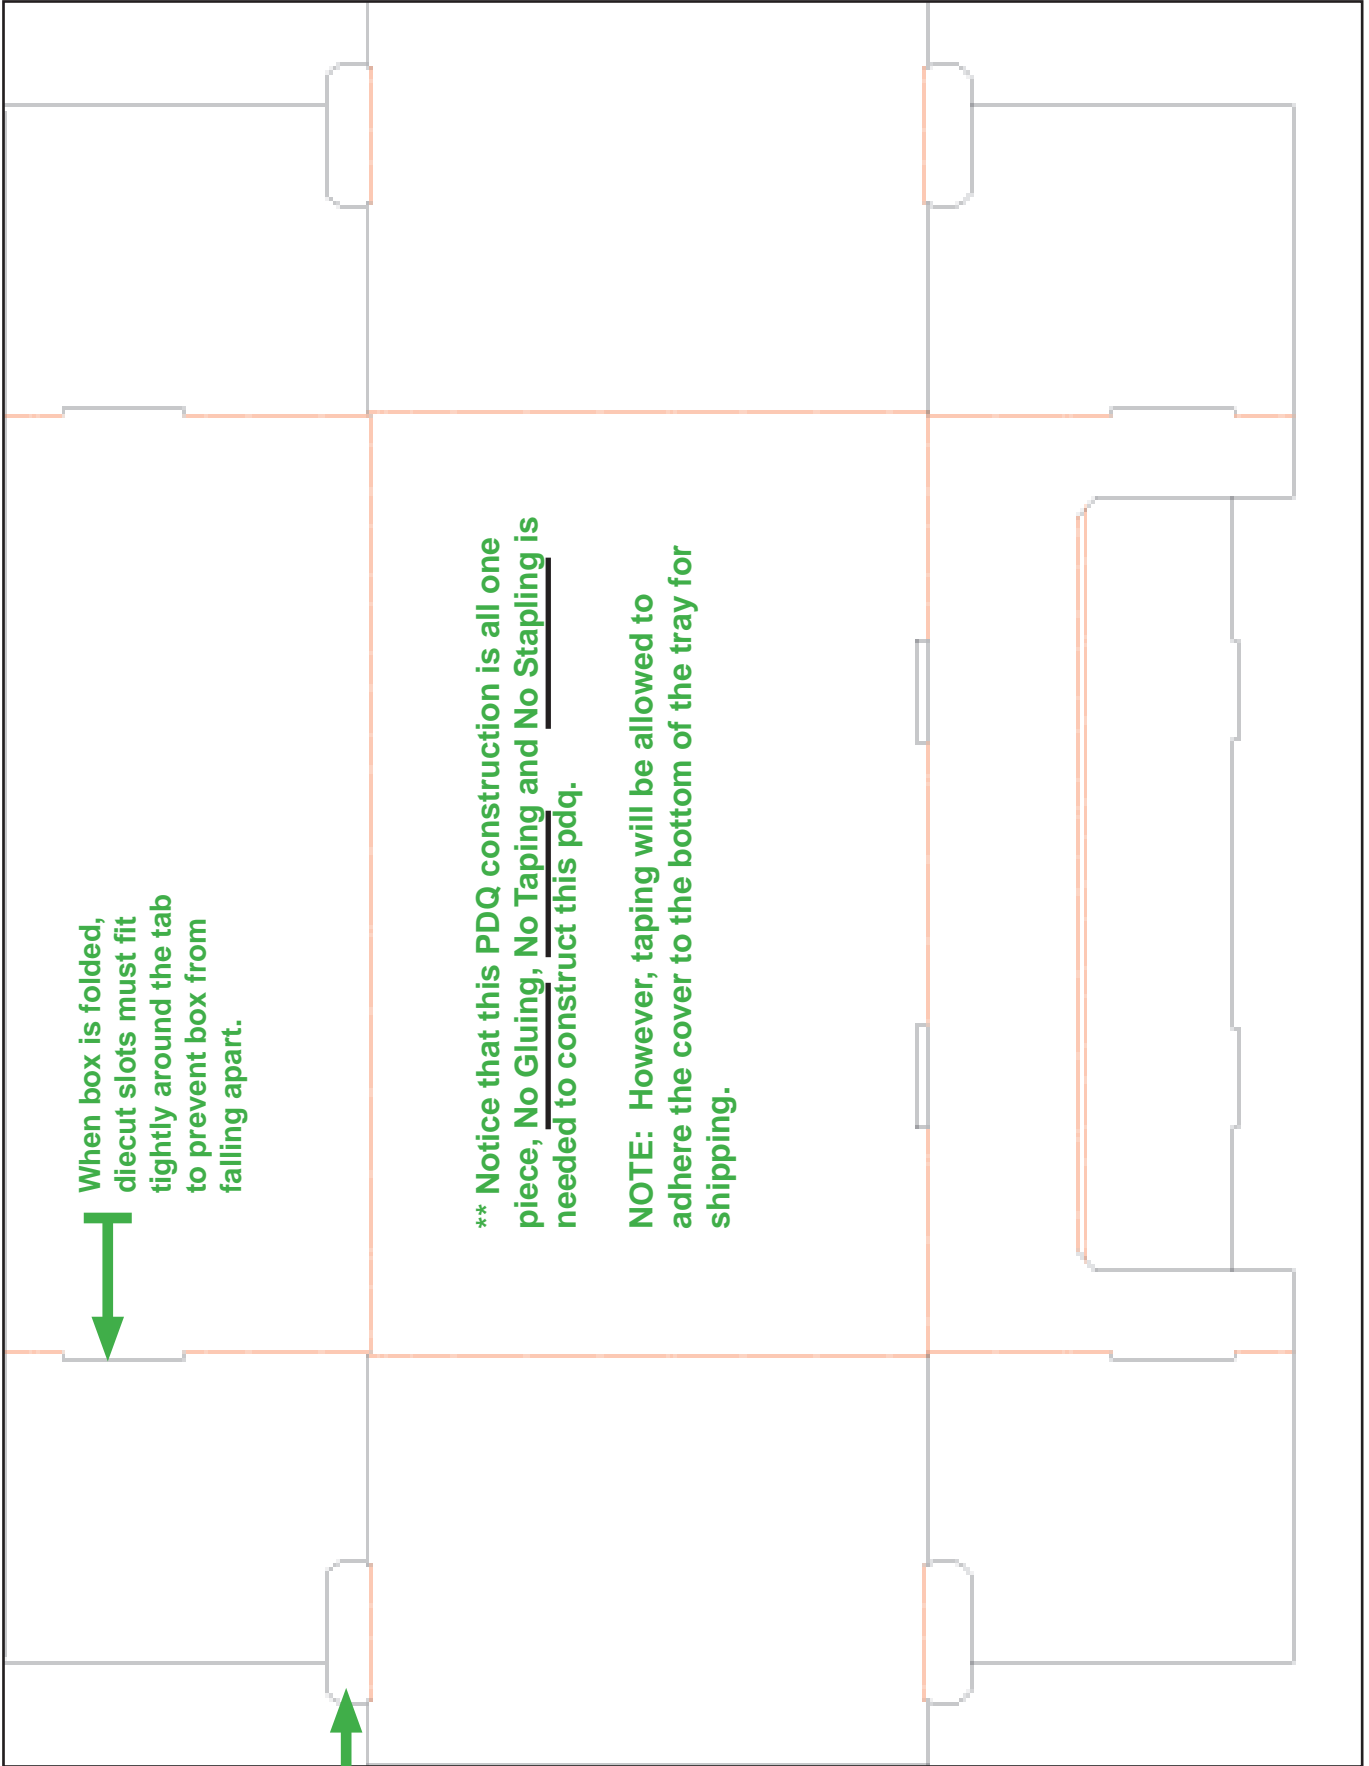 When box is folded,
diecut slots must fit
tightly around the tab
to prevent box from
falling apart.
** Notice that this PDQ construction is all one
piece, No Gluing, No Taping and No Stapling is
needed to construct this pdq.
NOTE:  However, taping will be allowed to
adhere the cover to the bottom of the tray for
shipping.